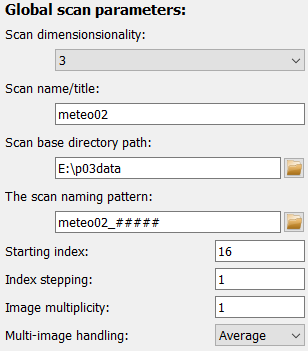 Global scan parameters:
Scan dimensionsionality:
3
Scan name/title:
meteo02
Scan base directory path:
E:\p03data
The scan naming pattern:
meteo02_#####
Starting index:
16
Index stepping:
1
Image multiplicity:
1
Multi-image handling:
Average